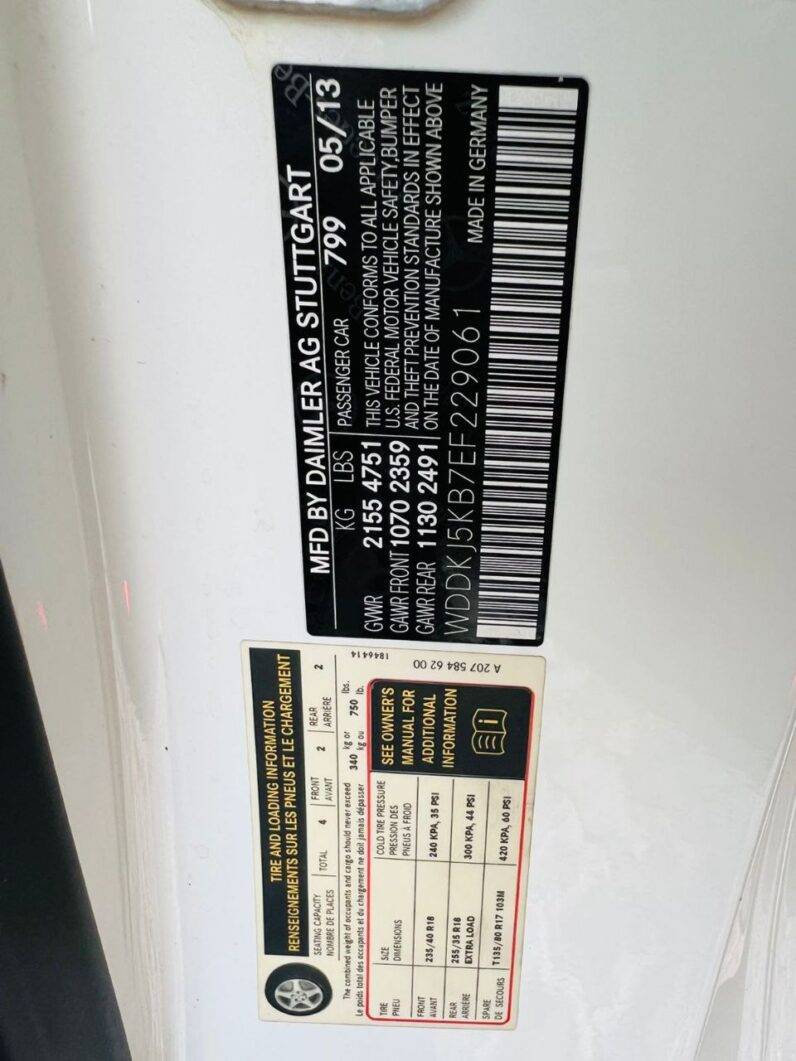 MFD BY DAIMLER AG STUTTGART
KG LBS PASSENGER CAR 799 05/13
GVWR 2155 4751 THIS VEHICLE CONFORMS TO ALL APPLICABLE
GAWR FRONT 1070 2359 U.S. FEDERAL MOTOR VEHICLE SAFETY,BUMPER
GAWR REAR 1130 2491 AND THEFT PREVENTION STANDARDS IN EFFECT
ON THE DATE OF MANUFACTURE SHOWN ABOVE
WDDKJ5KB7EF229061 MADE IN GERMANY
TIRE AND LOADING INFORMATION
RENSEIGNEMENTS SUR LES PNEUS ET LE CHARGEMENT
SEATING CAPACITY TOTAL 4 FRONT 2 REAR 2
NOMBRE DE PLACES AVANT ARRIERE
The combined weight of occupants and cargo should never exceed 340 kg or 750 lbs.
Le poids total des occupants et du chargement ne doit jamais dépasser kg ou lb.
TIRE SIZE COLD TIRE PRESSURE
PNEU DIMENSIONS PRESSION DES
PNEUS À FROID
FRONT 235/40 R18 240 KPA, 35 PSI
AVANT
REAR 255/35 R18 300 KPA, 44 PSI
ARRIERE EXTRA LOAD
SPARE T135/80 R17 103M 420 KPA, 60 PSI
DE SECOURS
SEE OWNER'S
MANUAL FOR
ADDITIONAL
INFORMATION
1846414
A 207 584 62 00